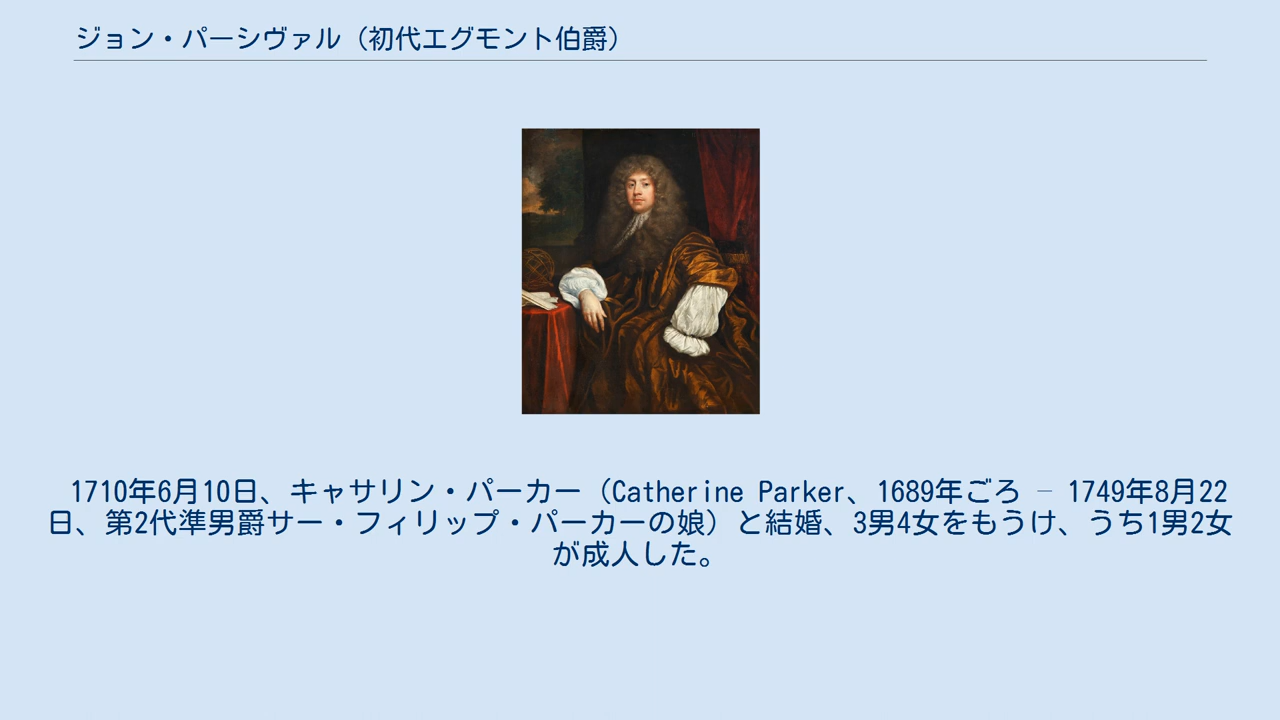 ジョン・パーシヴァル（初代エグモント伯爵）
1710年6月10日、キャサリン・パーカー（Catherine Parker、1689年ごろ – 1749年8月22
日、第2代準男爵サー・フィリップ・パーカーの娘）と結婚、3男4女をもうけ、うち1男2女
が成人した。